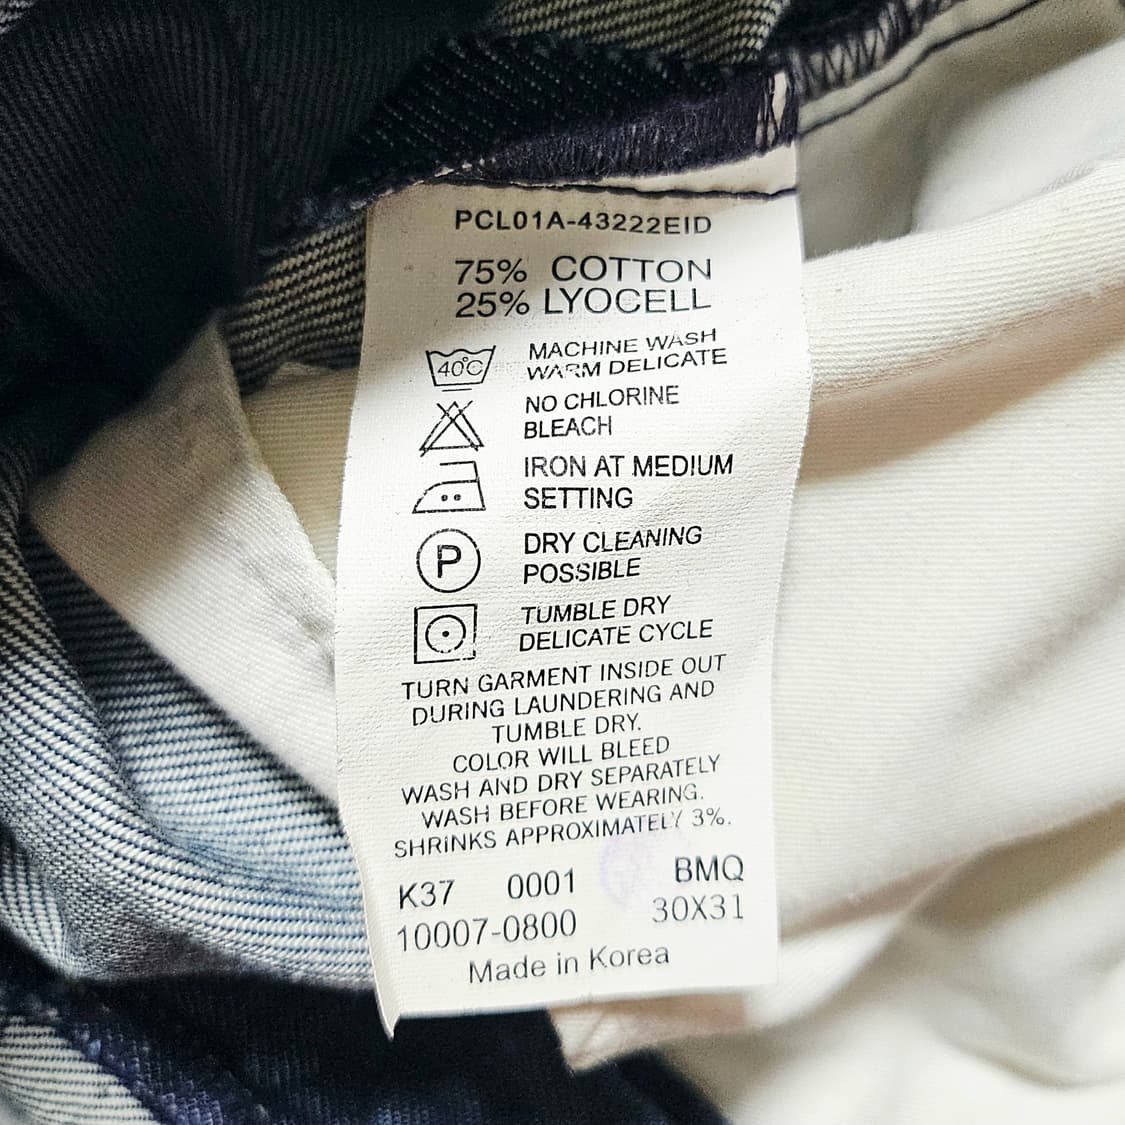 PCL01A-43222EID
75% COTTON
25% LYOCELL
40°C MACHINE WASH
WARM DELICATE
NO CHLORINE
BLEACH
IRON AT MEDIUM
SETTING
P DRY CLEANING
POSSIBLE
TUMBLE DRY
DELICATE CYCLE
TURN GARMENT INSIDE OUT
DURING LAUNDERING AND
TUMBLE DRY.
COLOR WILL BLEED
WASH AND DRY SEPARATELY
WASH BEFORE WEARING.
SHRINKS APPROXIMATELY 3%.
K37 0001 BMQ
10007-0800 30X31
Made in Korea